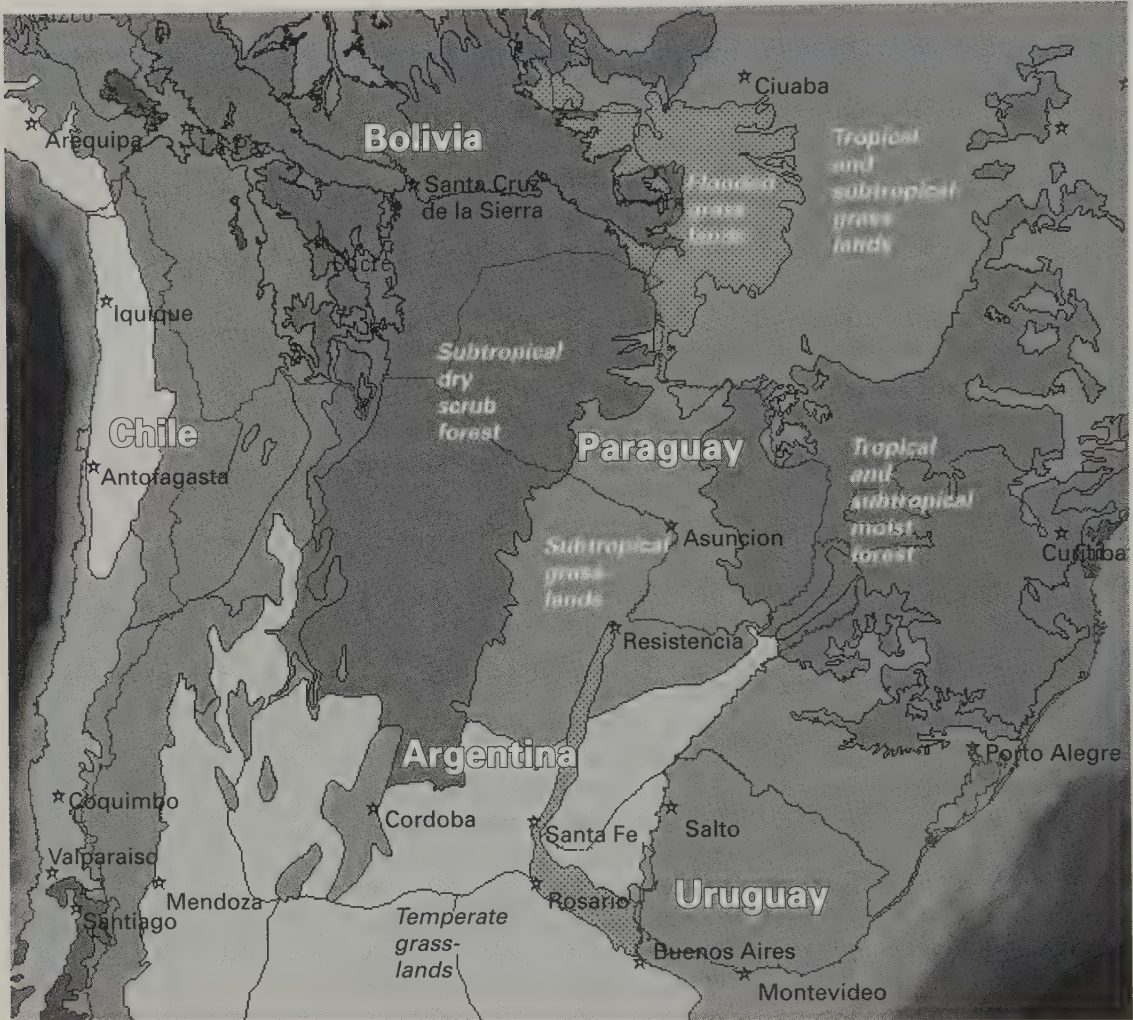 Ciuaba
Arequipa
Bolivia
Tropical
and
subtropical
grass
lands
Santa Cruz
de la Sierra
Flooded
grass
lands
Sucre
Iquique
Subtropical
dry
scrub
forest
Chile
Paraguay
Tropical
and
subtropical
moist
forest
Antofagasta
Asuncion
Subtropical
grass-
lands
Curitiba
Resistencia
Argentina
Porto Alegre
Coquimbo
Cordoba
Santa Fe
Salto
Valparaiso
Mendoza
Rosario
Uruguay
Santiago
Temperate
grass-
lands
Buenos Aires
Montevideo